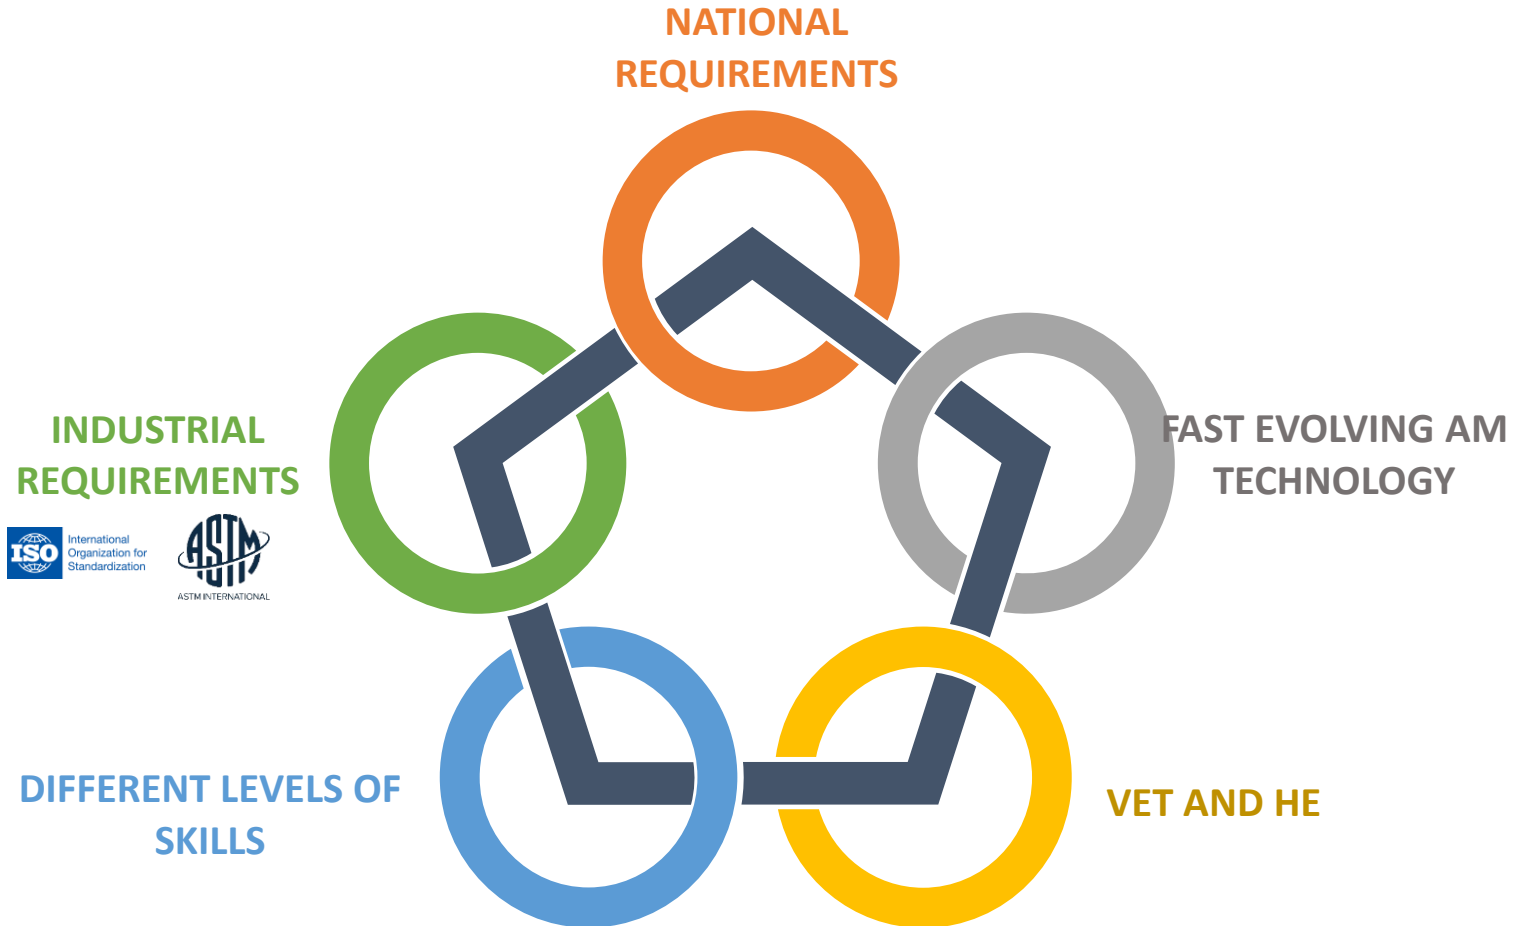 NATIONAL
REQUIREMENTS
INDUSTRIAL
REQUIREMENTS
FAST EVOLVING AM
TECHNOLOGY
ISO
International
Organization for
Standardization
ASTM
ASTM INTERNATIONAL
DIFFERENT LEVELS OF
SKILLS
VET AND HE